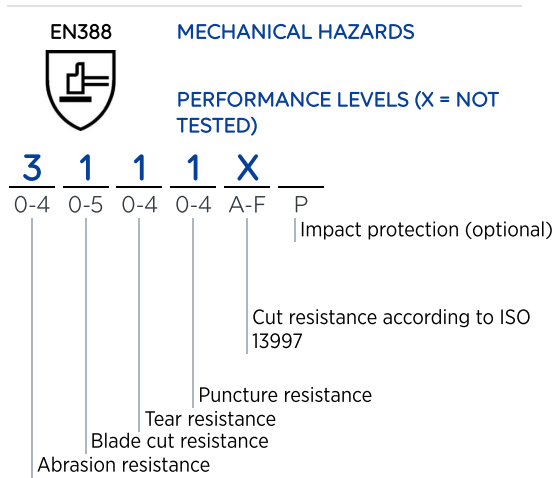 EN388
MECHANICAL HAZARDS
PERFORMANCE LEVELS (X = NOT
TESTED)
3 1 1 1 X
0-4 0-5 0-4 0-4 A-F P
Impact protection (optional)
Cut resistance according to ISO
13997
Puncture resistance
Tear resistance
Blade cut resistance
Abrasion resistance